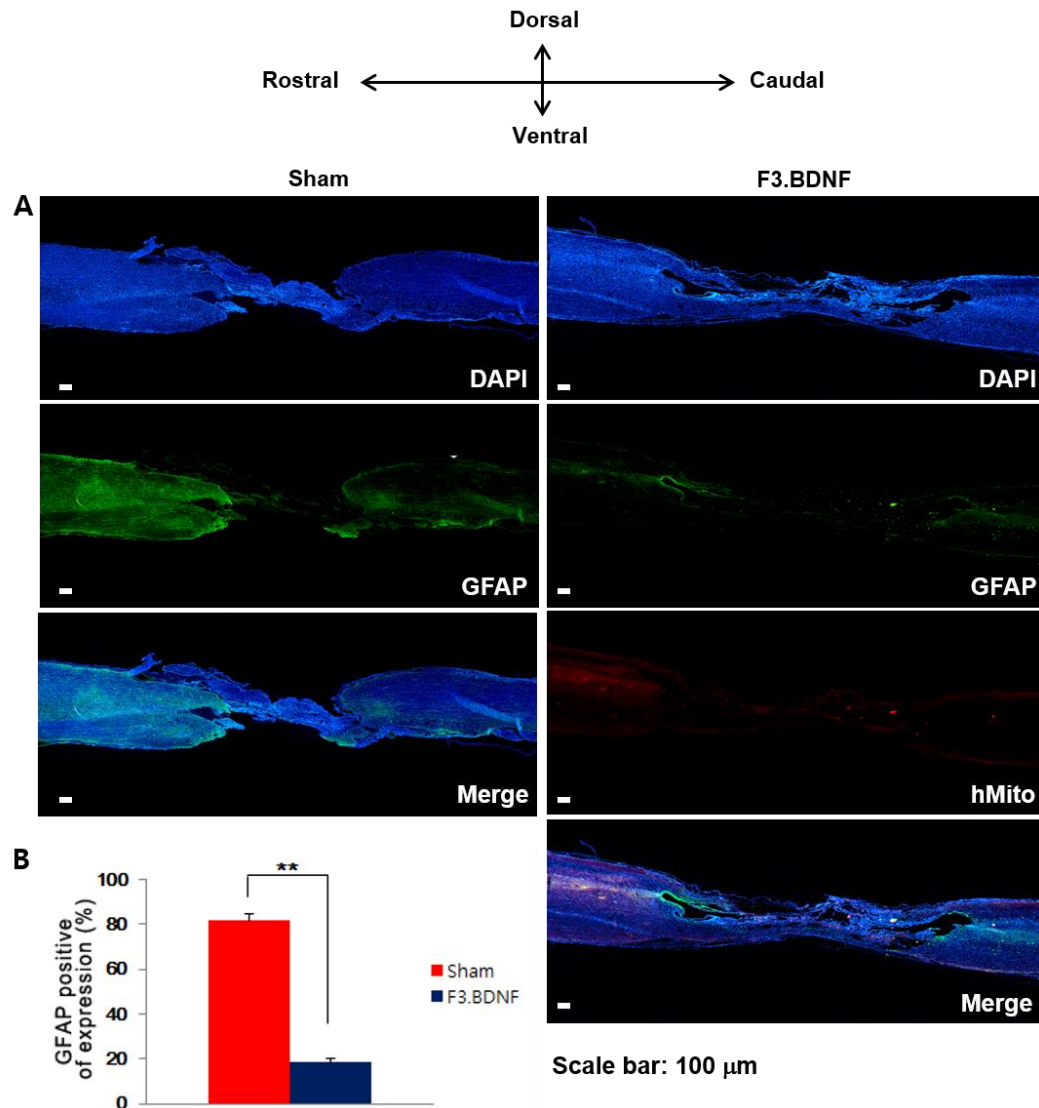 Dorsal
Rostral
Caudal
Ventral
Sham
F3.BDNF
A
DAPI
DAPI
GFAP
GFAP
Merge
hMito
Merge
B
GFAP positive
of expression (%)
100
80
60
40
20
0
**
Sham
F3.BDNF
Scale bar: 100 μm